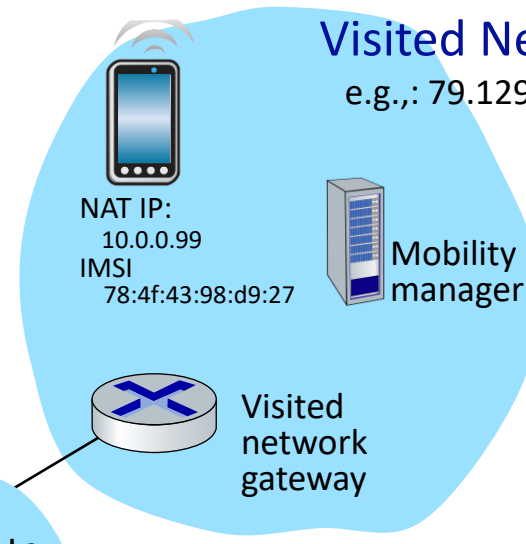 Visited Ne
e.g.,: 79.129
NAT IP:
10.0.0.99
IMSI
78:4f:43:98:d9:27
Mobility
manager
Visited
network
gateway